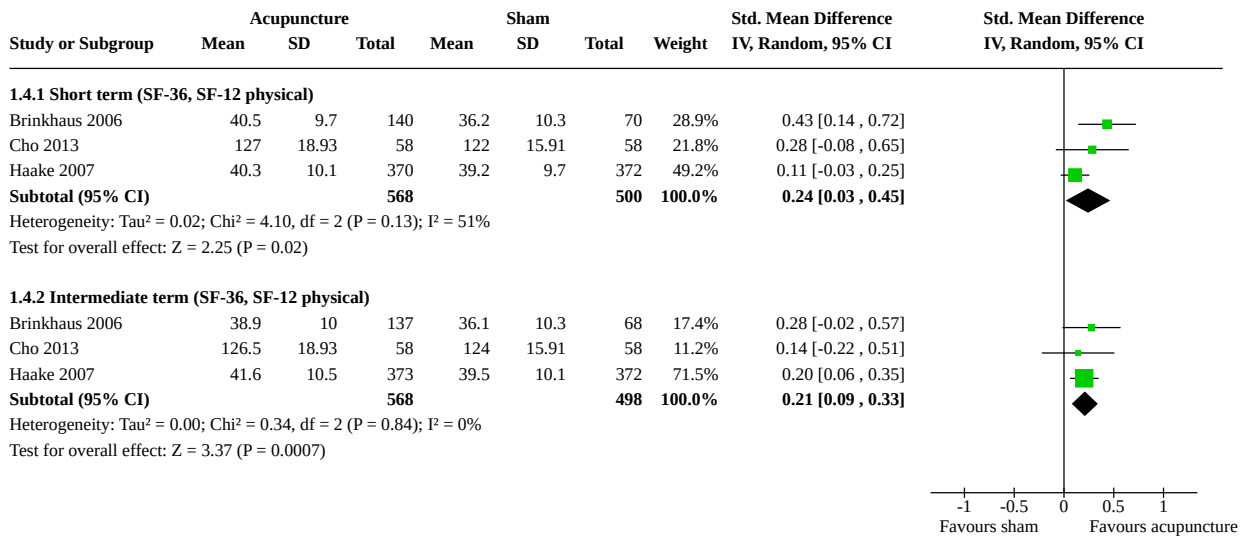 Acupuncture Sham Std. Mean Difference Std. Mean Difference
Study or Subgroup Mean SD Total Mean SD Total Weight IV, Random, 95% CI IV, Random, 95% CI
1.4.1 Short term (SF-36, SF-12 physical)
Brinkhaus 2006 40.5 9.7 140 36.2 10.3 70 28.9% 0.43 [0.14 , 0.72]
Cho 2013 127 18.93 58 122 15.91 58 21.8% 0.28 [-0.08 , 0.65]
Haake 2007 40.3 10.1 370 39.2 9.7 372 49.2% 0.11 [-0.03 , 0.25]
Subtotal (95% CI) 568 500 100.0% 0.24 [0.03 , 0.45]
Heterogeneity: Tau² = 0.02; Chi² = 4.10, df = 2 (P = 0.13); I² = 51%
Test for overall effect: Z = 2.25 (P = 0.02)
1.4.2 Intermediate term (SF-36, SF-12 physical)
Brinkhaus 2006 38.9 10 137 36.1 10.3 68 17.4% 0.28 [-0.02 , 0.57]
Cho 2013 126.5 18.93 58 124 15.91 58 11.2% 0.14 [-0.22 , 0.51]
Haake 2007 41.6 10.5 373 39.5 10.1 372 71.5% 0.20 [0.06 , 0.35]
Subtotal (95% CI) 568 498 100.0% 0.21 [0.09 , 0.33]
Heterogeneity: Tau² = 0.00; Chi² = 0.34, df = 2 (P = 0.84); I² = 0%
Test for overall effect: Z = 3.37 (P = 0.0007)
-1 -0.5 0 0.5 1
Favours sham Favours acupuncture